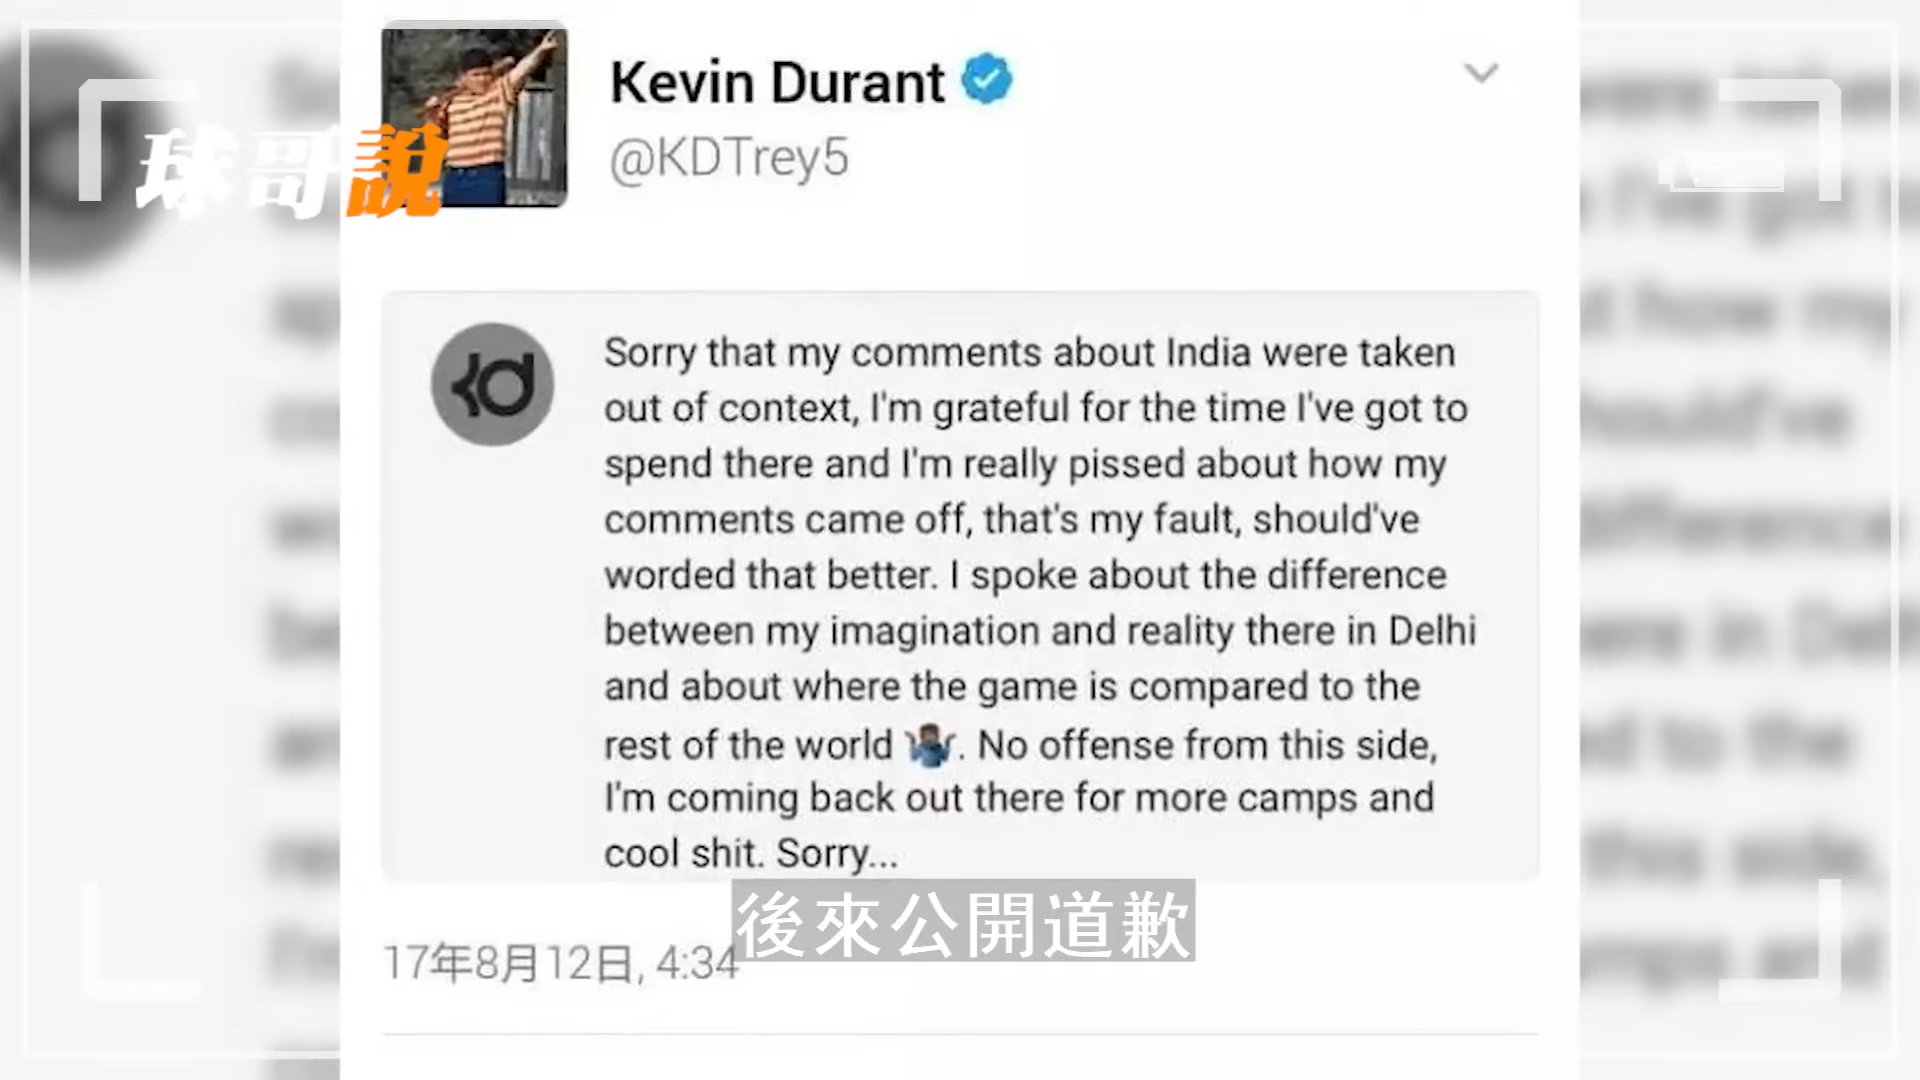 Kevin Durant
@KDTrey5
球哥說
Sorry that my comments about India were taken
out of context, I'm grateful for the time I've got to
spend there and I'm really pissed about how my
comments came off, that's my fault, should've
worded that better. I spoke about the difference
between my imagination and reality there in Delhi
and about where the game is compared to the
rest of the world 🤷🏾‍♂️. No offense from this side,
I'm coming back out there for more camps and
cool shit. Sorry...
後來公開道歉
17年8月12日, 4:34